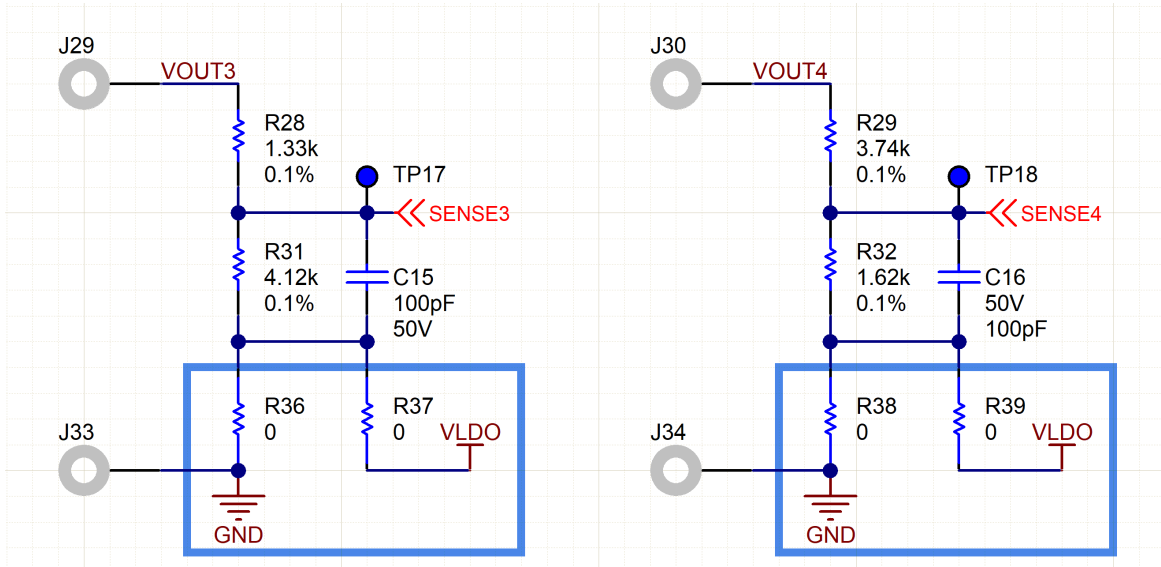 J29
VOUT3
R28
1.33k
0.1%
TP17
SENSE3
R31
4.12k
0.1%
C15
100pF
50V
R36
0
R37
0
VLDO
J33
GND
J30
VOUT4
R29
3.74k
0.1%
TP18
SENSE4
R32
1.62k
0.1%
C16
50V
100pF
R38
0
R39
0
VLDO
J34
GND